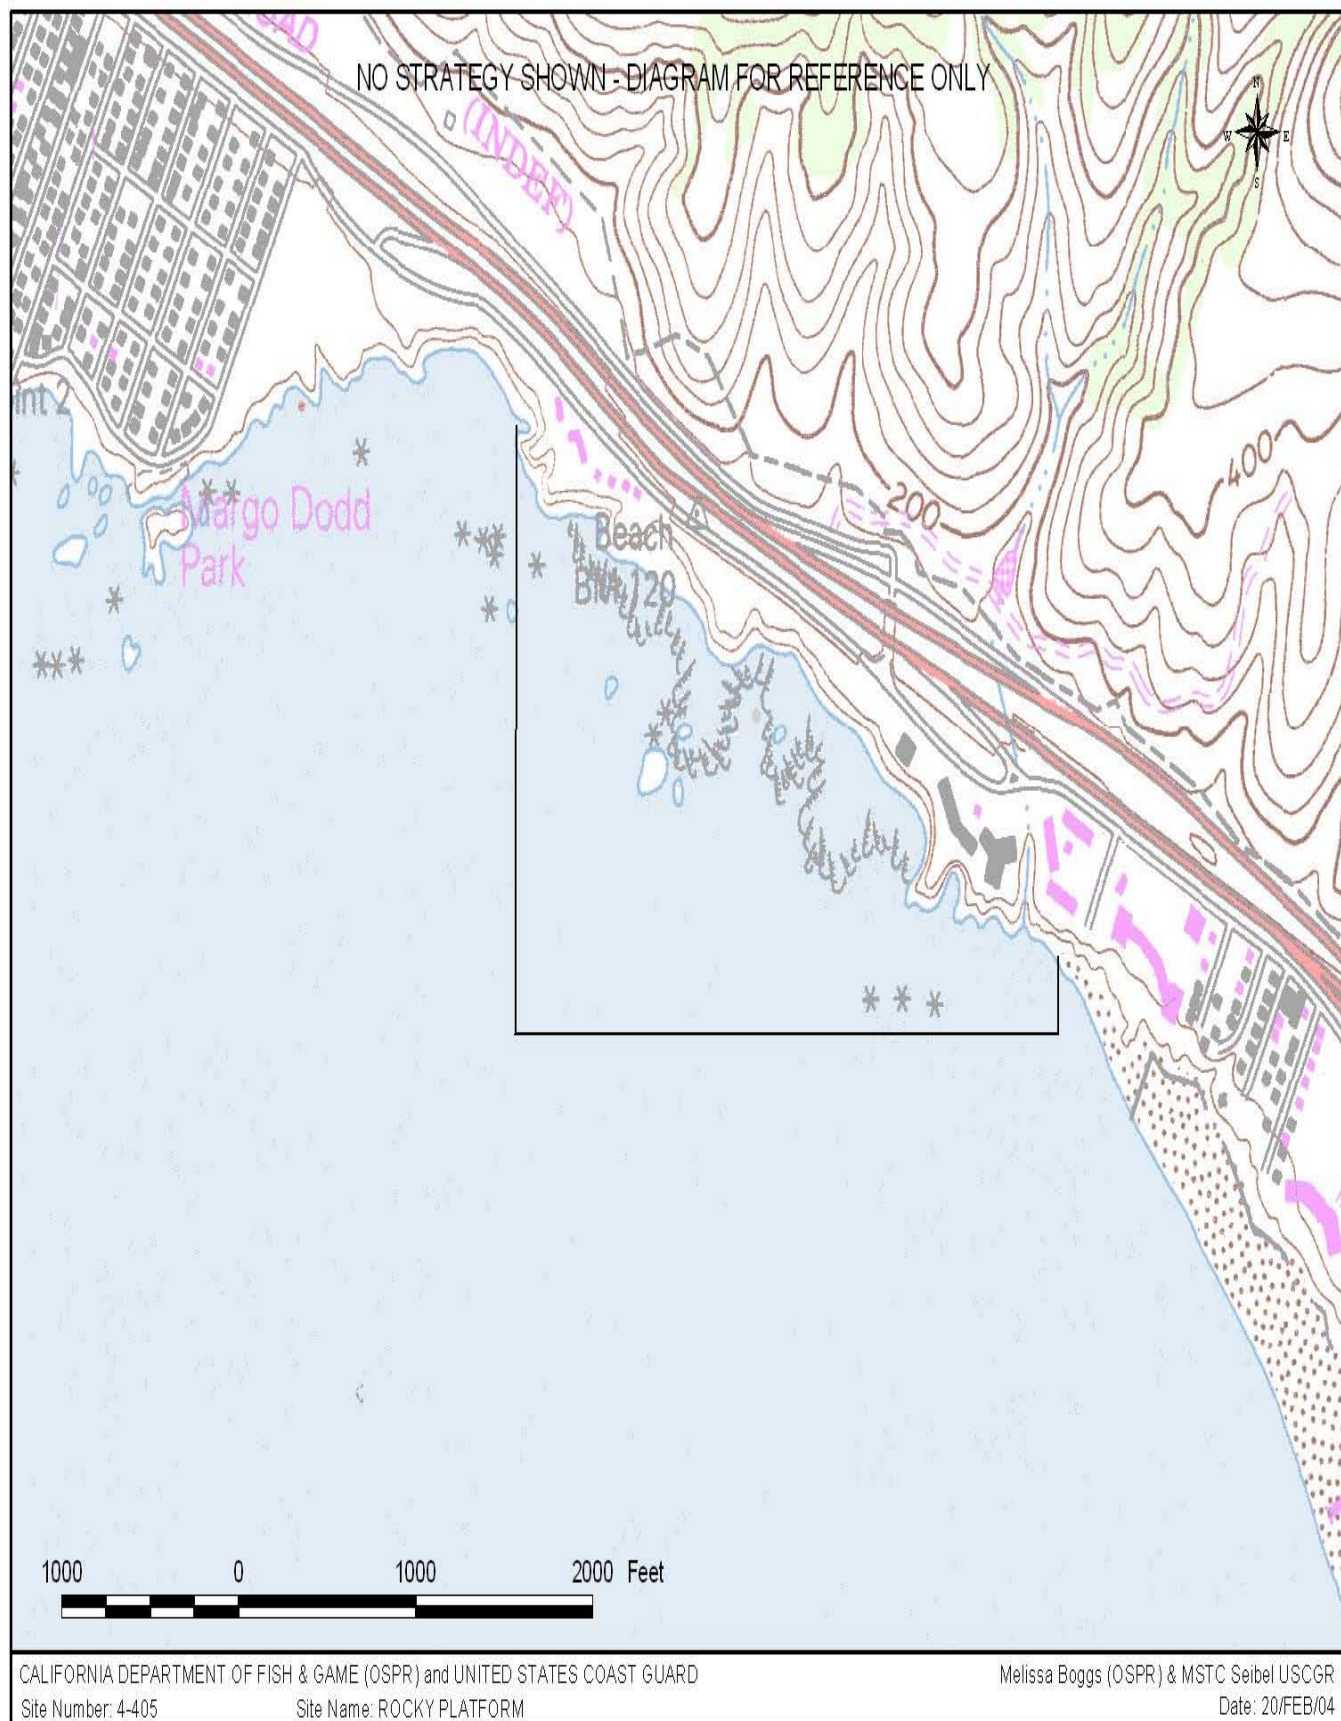 NO STRATEGY SHOWN - DIAGRAM FOR REFERENCE ONLY
(INDEF)
N
W E
S
400
200
Margo Dodd
Park
Beach
BM 120
1000 0 1000 2000 Feet
CALIFORNIA DEPARTMENT OF FISH & GAME (OSPR) and UNITED STATES COAST GUARD
Melissa Boggs (OSPR) & MSTC Seibel USCGR
Site Number: 4-405
Site Name: ROCKY PLATFORM
Date: 20/FEB/04